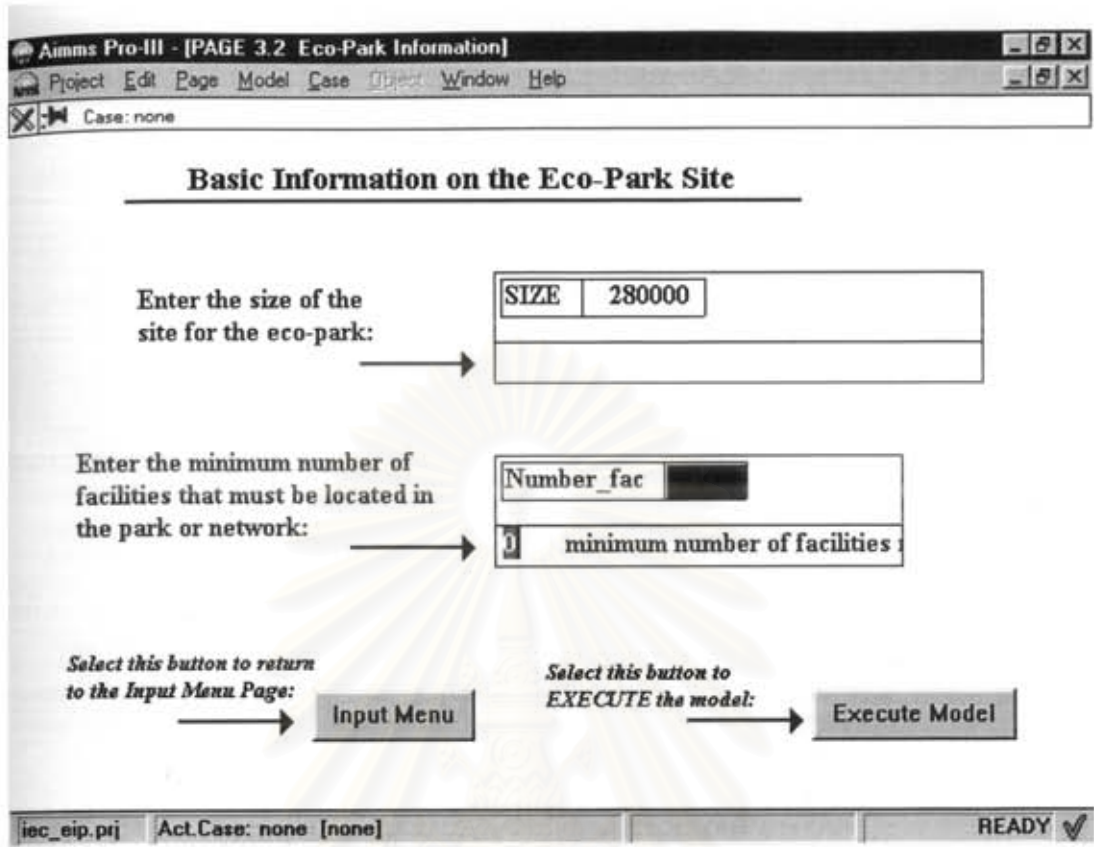 Aimms Pro-III - [PAGE 3.2 Eco-Park Information]
Project Edit Page Model Case Object Window Help
Case: none
Basic Information on the Eco-Park Site
Enter the size of the
site for the eco-park:
SIZE 280000
Enter the minimum number of
facilities that must be located in
the park or network:
Number_fac
minimum number of facilities
Select this button to return
to the Input Menu Page:
Input Menu
Select this button to
EXECUTE the model:
Execute Model
iec_eip.prj Act.Case: none [none] READY